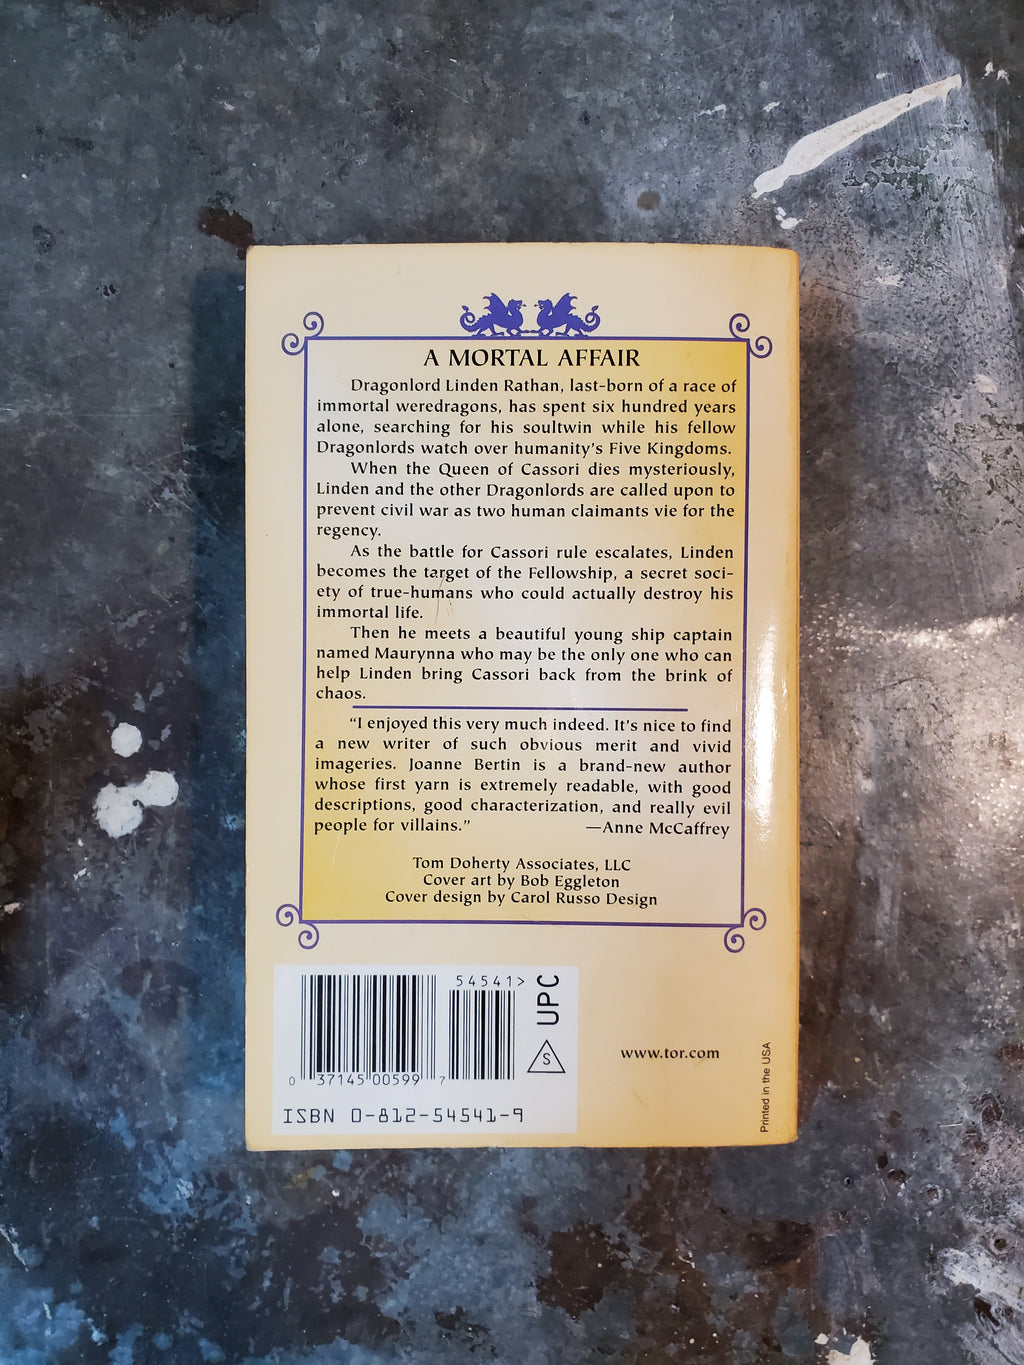 A MORTAL AFFAIR
Dragonlord Linden Rathan, last-born of a race of
immortal weredragons, has spent six hundred years
alone, searching for his soultwin while his fellow
Dragonlords watch over humanity's Five Kingdoms.
When the Queen of Cassori dies mysteriously,
Linden and the other Dragonlords are called upon to
prevent civil war as two human claimants vie for the
regency.
As the battle for Cassori rule escalates, Linden
becomes the target of the Fellowship, a secret soci-
ety of true-humans who could actually destroy his
immortal life.
Then he meets a beautiful young ship captain
named Maurynna who may be the only one who can
help Linden bring Cassori back from the brink of
chaos.
"I enjoyed this very much indeed. It's nice to find
a new writer of such obvious merit and vivid
imageries. Joanne Bertin is a brand-new author
whose first yarn is extremely readable, with good
descriptions, good characterization, and really evil
people for villains." —Anne McCaffrey
Tom Doherty Associates, LLC
Cover art by Bob Eggleton
Cover design by Carol Russo Design
54541>
UPC
S
0 37145 00599 7
ISBN 0-812-54541-9
www.tor.com
Printed in the USA